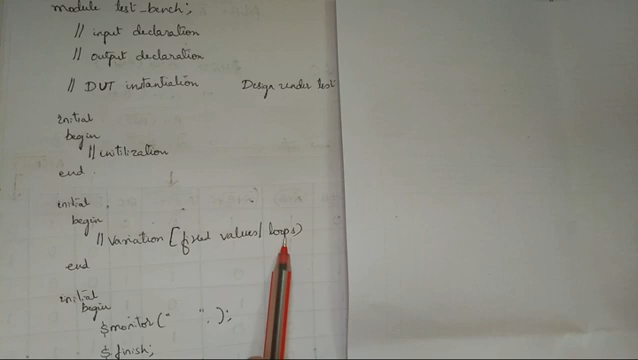 module test_bench;
// input declaration
// output declaration
// DUT instantiation Design under test
initial
begin
// initilization
end
initial
begin
// Variation [fixed values/ loops)
end
initial
begin
$monitor(" ", );
$finish;